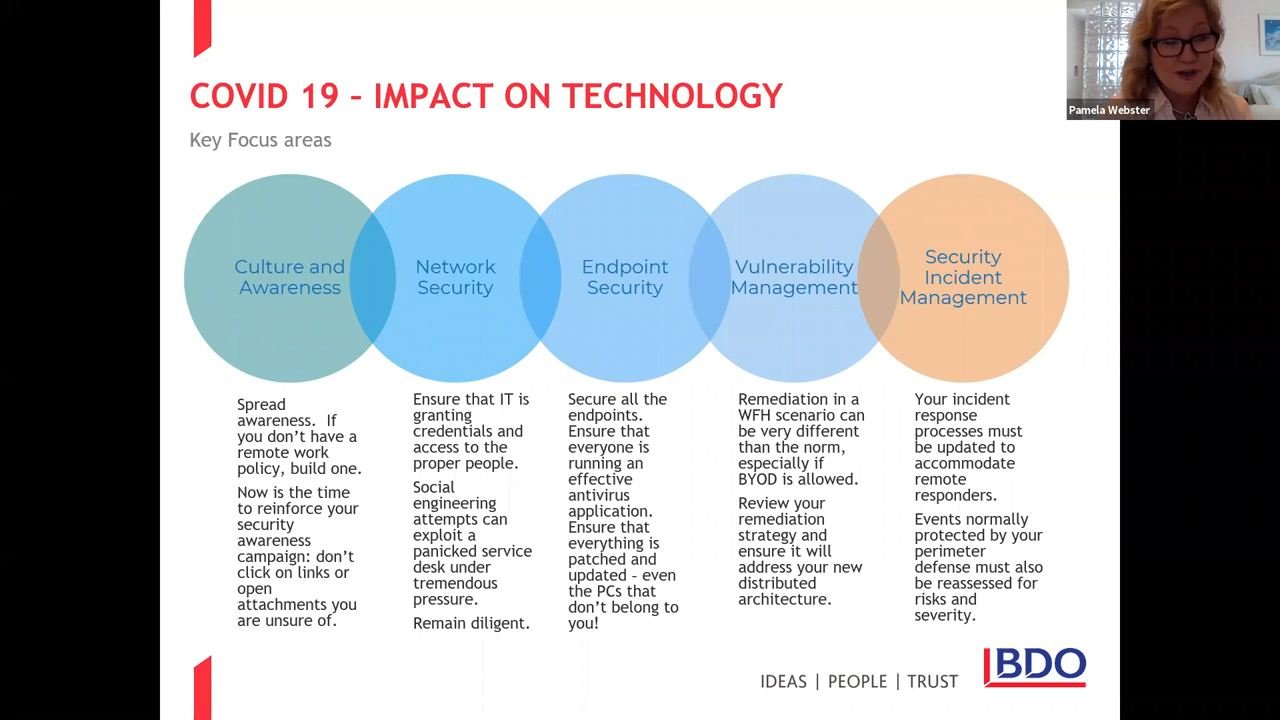 COVID 19 – IMPACT ON TECHNOLOGY
Key Focus areas
Pamela Webster
Culture and
Awareness
Network
Security
Endpoint
Security
Vulnerability
Management
Security
Incident
Management
Spread
awareness.  If
you don’t have a
remote work
policy, build one.
Now is the time
to reinforce your
security
awareness
campaign: don’t
click on links or
open
attachments you
are unsure of.
Ensure that IT is
granting
credentials and
access to the
proper people.
Social
engineering
attempts can
exploit a
panicked service
desk under
tremendous
pressure.
Remain diligent.
Secure all the
endpoints.
Ensure that
everyone is
running an
effective
antivirus
application.
Ensure that
everything is
patched and
updated – even
the PCs that
don’t belong to
you!
Remediation in a
WFH scenario can
be very different
than the norm,
especially if
BYOD is allowed.
Review your
remediation
strategy and
ensure it will
address your new
distributed
architecture.
Your incident
response
processes must
be updated to
accommodate
remote
responders.
Events normally
protected by your
perimeter
defense must also
be reassessed for
risks and
severity.
IDEAS | PEOPLE | TRUST
BDO